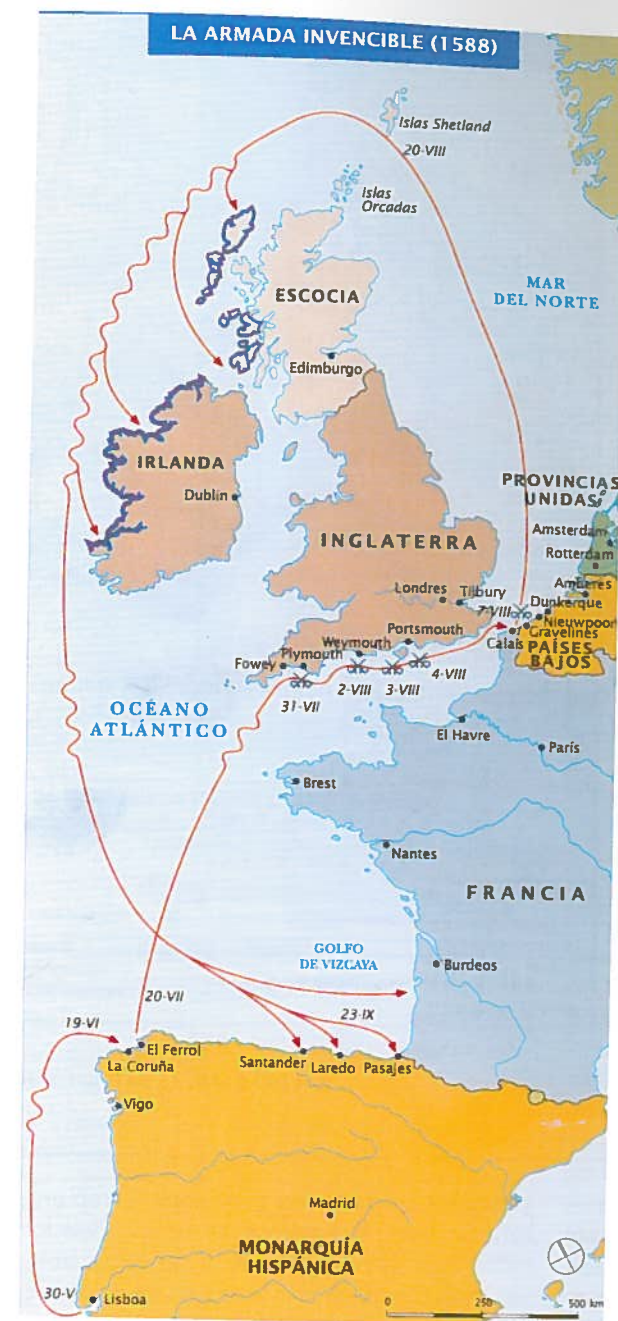 LA ARMADA INVENCIBLE (1588)
Islas Shetland
20-VIII
Islas
Orcadas
MAR
DEL NORTE
ESCOCIA
Edimburgo
IRLANDA
Dublín
PROVINCIAS
UNIDAS
INGLATERRA
Amsterdam
Rotterdam
Amberes
Londres
Tilbury
7-VIII
Dunkerque
Nieuwpoort
Gravelines
Calais
PAÍSES
BAJOS
Portsmouth
Weymouth
Plymouth
Fowey
31-VII
2-VIII
3-VIII
4-VIII
OCÉANO
ATLÁNTICO
El Havre
París
Brest
Nantes
FRANCIA
GOLFO
DE VIZCAYA
Burdeos
20-VII
23-IX
19-VI
El Ferrol
La Coruña
Santander
Laredo
Pasajes
Vigo
Madrid
MONARQUÍA
HISPÁNICA
30-V
Lisboa
0 250 500 km